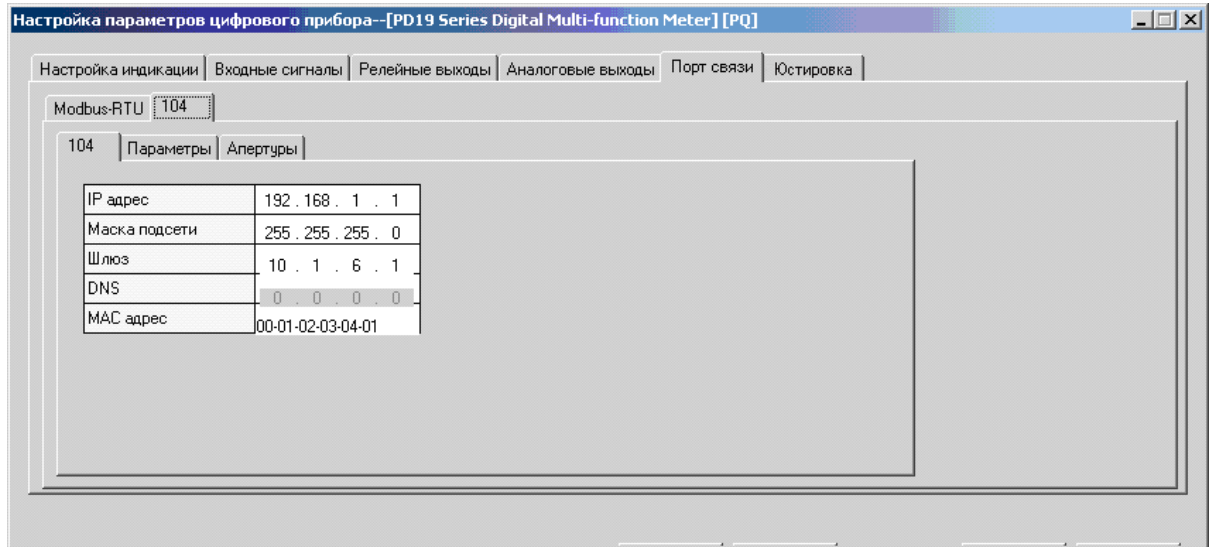 Настройка параметров цифрового прибора--[PD19 Series Digital Multi-function Meter] [PQ]
Настройка индикации Входные сигналы Релейные выходы Аналоговые выходы Порт связи Юстировка
Modbus-RTU 104
104 Параметры Апертуры
IP адрес 192 . 168 . 1 . 1
Маска подсети 255 . 255 . 255 . 0
Шлюз 10 . 1 . 6 . 1
DNS 0 . 0 . 0 . 0
MAC адрес 00-01-02-03-04-01